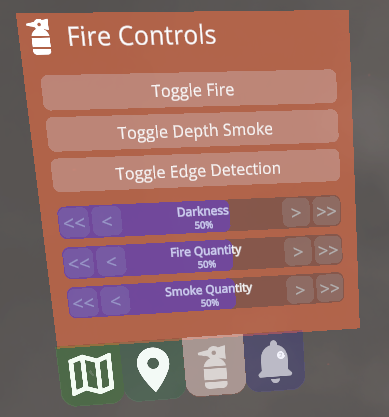 Fire Controls
Toggle Fire
Toggle Depth Smoke
Toggle Edge Detection
<< < Darkness > >>
50%
<< < Fire Quantity > >>
50%
<< < Smoke Quantity > >>
50%